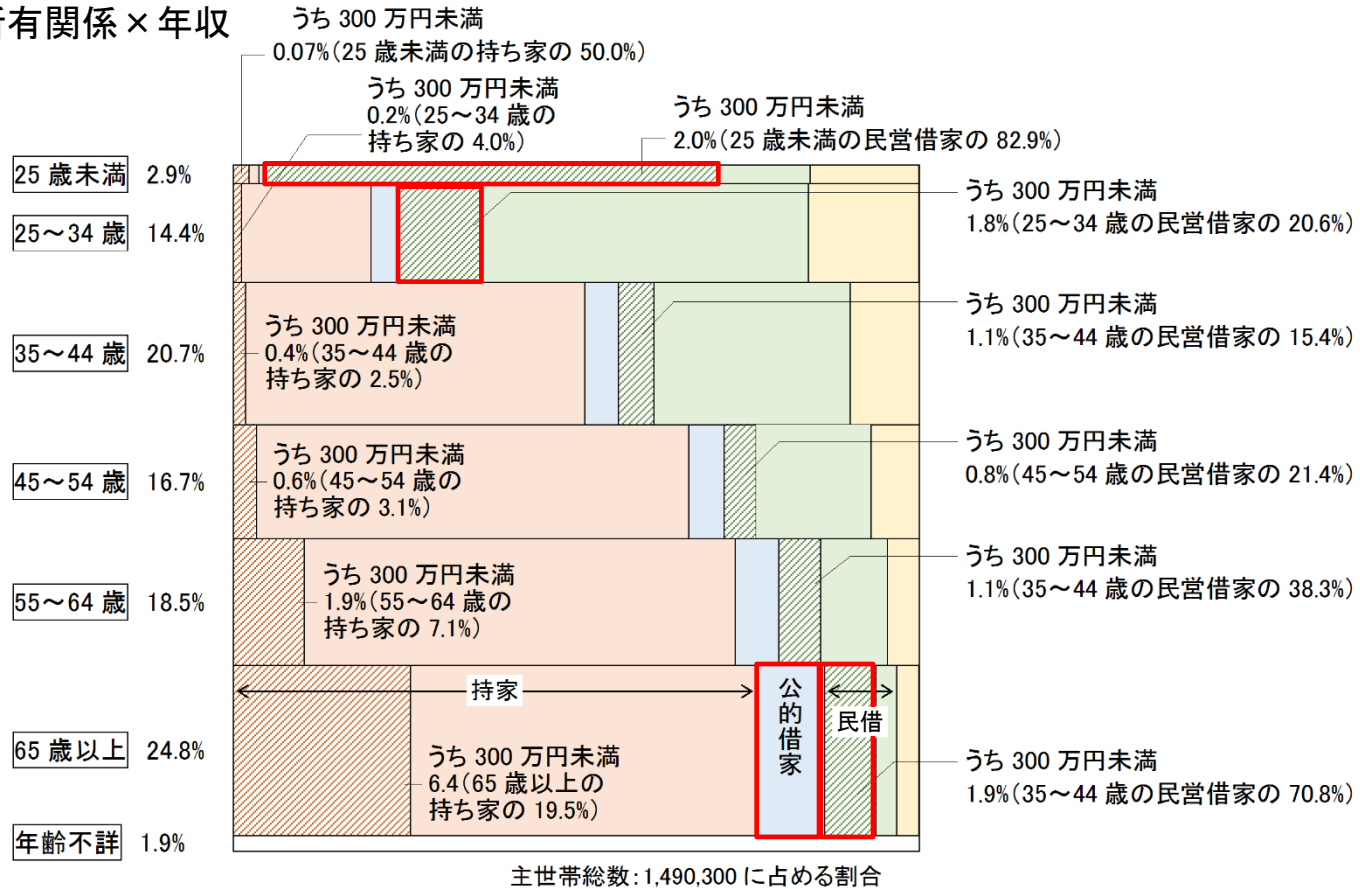 有関係×年収
うち 300 万円未満
0.07%(25 歳未満の持ち家の 50.0%)
うち 300 万円未満
0.2%(25～34 歳の
持ち家の 4.0%)
うち 300 万円未満
2.0%(25 歳未満の民営借家の 82.9%)
25 歳未満 2.9%
うち 300 万円未満
1.8%(25～34 歳の民営借家の 20.6%)
25～34 歳 14.4%
うち 300 万円未満
1.1%(35～44 歳の民営借家の 15.4%)
うち 300 万円未満
0.4%(35～44 歳の
持ち家の 2.5%)
35～44 歳 20.7%
うち 300 万円未満
0.8%(45～54 歳の民営借家の 21.4%)
うち 300 万円未満
0.6%(45～54 歳の
持ち家の 3.1%)
45～54 歳 16.7%
うち 300 万円未満
1.1%(35～44 歳の民営借家の 38.3%)
うち 300 万円未満
1.9%(55～64 歳の
持ち家の 7.1%)
55～64 歳 18.5%
持家
公的借家
民借
65 歳以上 24.8%
うち 300 万円未満
6.4(65 歳以上の
持ち家の 19.5%)
うち 300 万円未満
1.9%(35～44 歳の民営借家の 70.8%)
年齢不詳 1.9%
主世帯総数：1,490,300 に占める割合